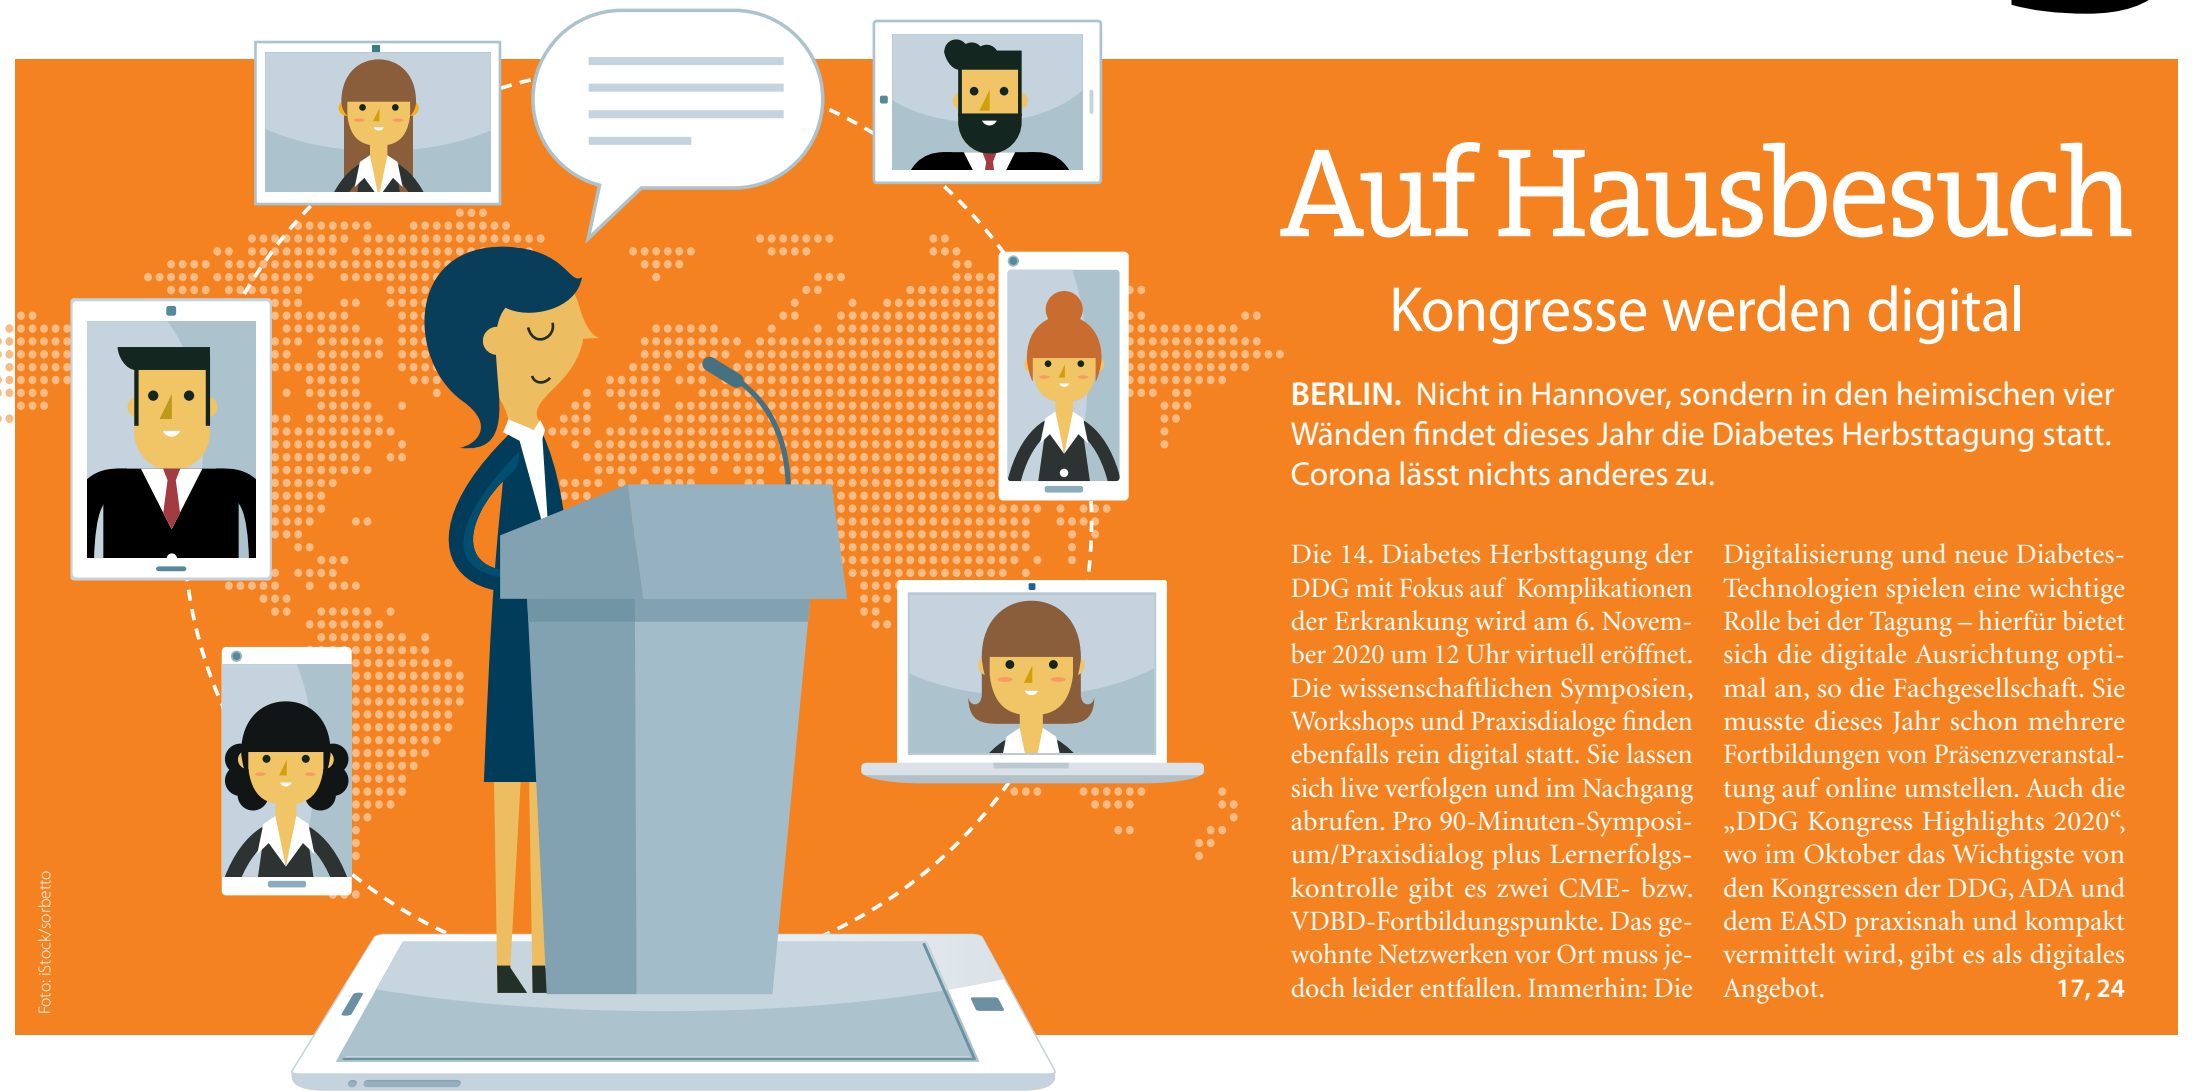 Auf Hausbesuch
Kongresse werden digital
BERLIN. Nicht in Hannover, sondern in den heimischen vier
Wänden findet dieses Jahr die Diabetes Herbsttagung statt.
Corona lässt nichts anderes zu.
Die 14. Diabetes Herbsttagung der
DDG mit Fokus auf Komplikationen
der Erkrankung wird am 6. Novem-
ber 2020 um 12 Uhr virtuell eröffnet.
Die wissenschaftlichen Symposien,
Workshops und Praxisdialoge finden
ebenfalls rein digital statt. Sie lassen
sich live verfolgen und im Nachgang
abrufen. Pro 90-Minuten-Symposi-
um/Praxisdialog plus Lernerfolgs-
kontrolle gibt es zwei CME- bzw.
VDBD-Fortbildungspunkte. Das ge-
wohnte Netzwerken vor Ort muss je-
doch leider entfallen. Immerhin: Die
Digitalisierung und neue Diabetes-
Technologien spielen eine wichtige
Rolle bei der Tagung – hierfür bietet
sich die digitale Ausrichtung opti-
mal an, so die Fachgesellschaft. Sie
musste dieses Jahr schon mehrere
Fortbildungen von Präsenzveranstal-
tung auf online umstellen. Auch die
„DDG Kongress Highlights 2020“,
wo im Oktober das Wichtigste von
den Kongressen der DDG, ADA und
dem EASD praxisnah und kompakt
vermittelt wird, gibt es als digitales
Angebot. 17, 24
Foto: iStock/sorbetto